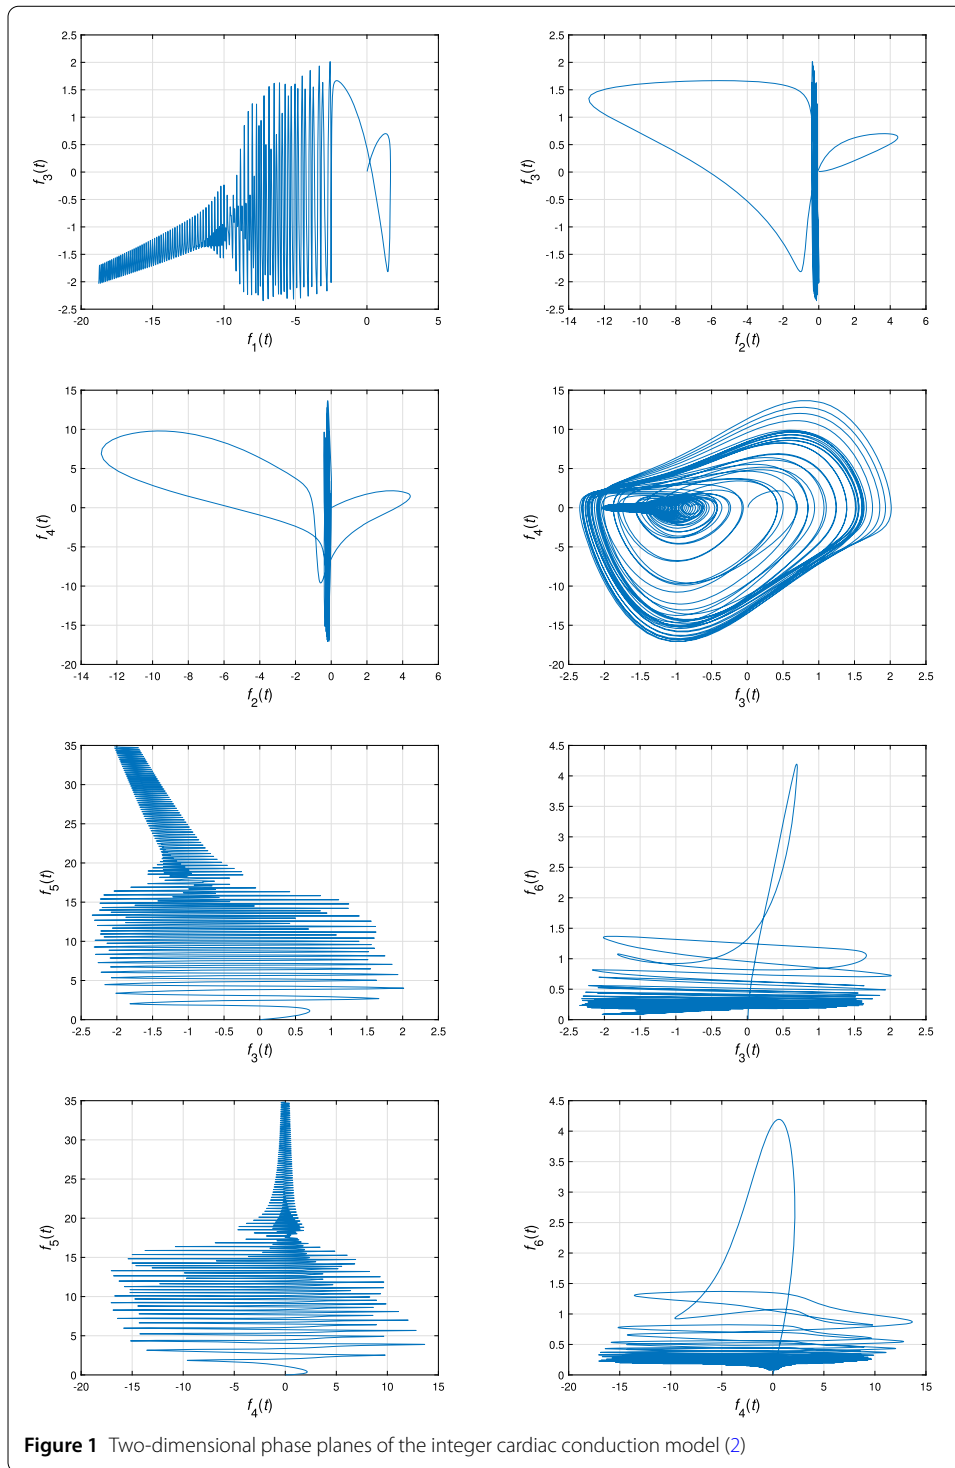 2.5
2
1.5
1
0.5
0
-0.5
-1
-1.5
-2
-2.5
f3(t)
-20 -15 -10 -5 0 5
f1(t)
2.5
2
1.5
1
0.5
0
-0.5
-1
-1.5
-2
-2.5
f3(t)
-14 -12 -10 -8 -6 -4 -2 0 2 4 6
f2(t)
15
10
5
0
-5
-10
-15
-20
f4(t)
-14 -12 -10 -8 -6 -4 -2 0 2 4 6
f2(t)
15
10
5
0
-5
-10
-15
-20
f4(t)
-2.5 -2 -1.5 -1 -0.5 0 0.5 1 1.5 2 2.5
f3(t)
35
30
25
20
15
10
5
0
f5(t)
-2.5 -2 -1.5 -1 -0.5 0 0.5 1 1.5 2 2.5
f3(t)
4.5
4
3.5
3
2.5
2
1.5
1
0.5
0
f6(t)
-2.5 -2 -1.5 -1 -0.5 0 0.5 1 1.5 2 2.5
f3(t)
35
30
25
20
15
10
5
0
f5(t)
-20 -15 -10 -5 0 5 10 15
f4(t)
4.5
4
3.5
3
2.5
2
1.5
1
0.5
0
f6(t)
-20 -15 -10 -5 0 5 10 15
f4(t)
Figure 1 Two-dimensional phase planes of the integer cardiac conduction model (2)